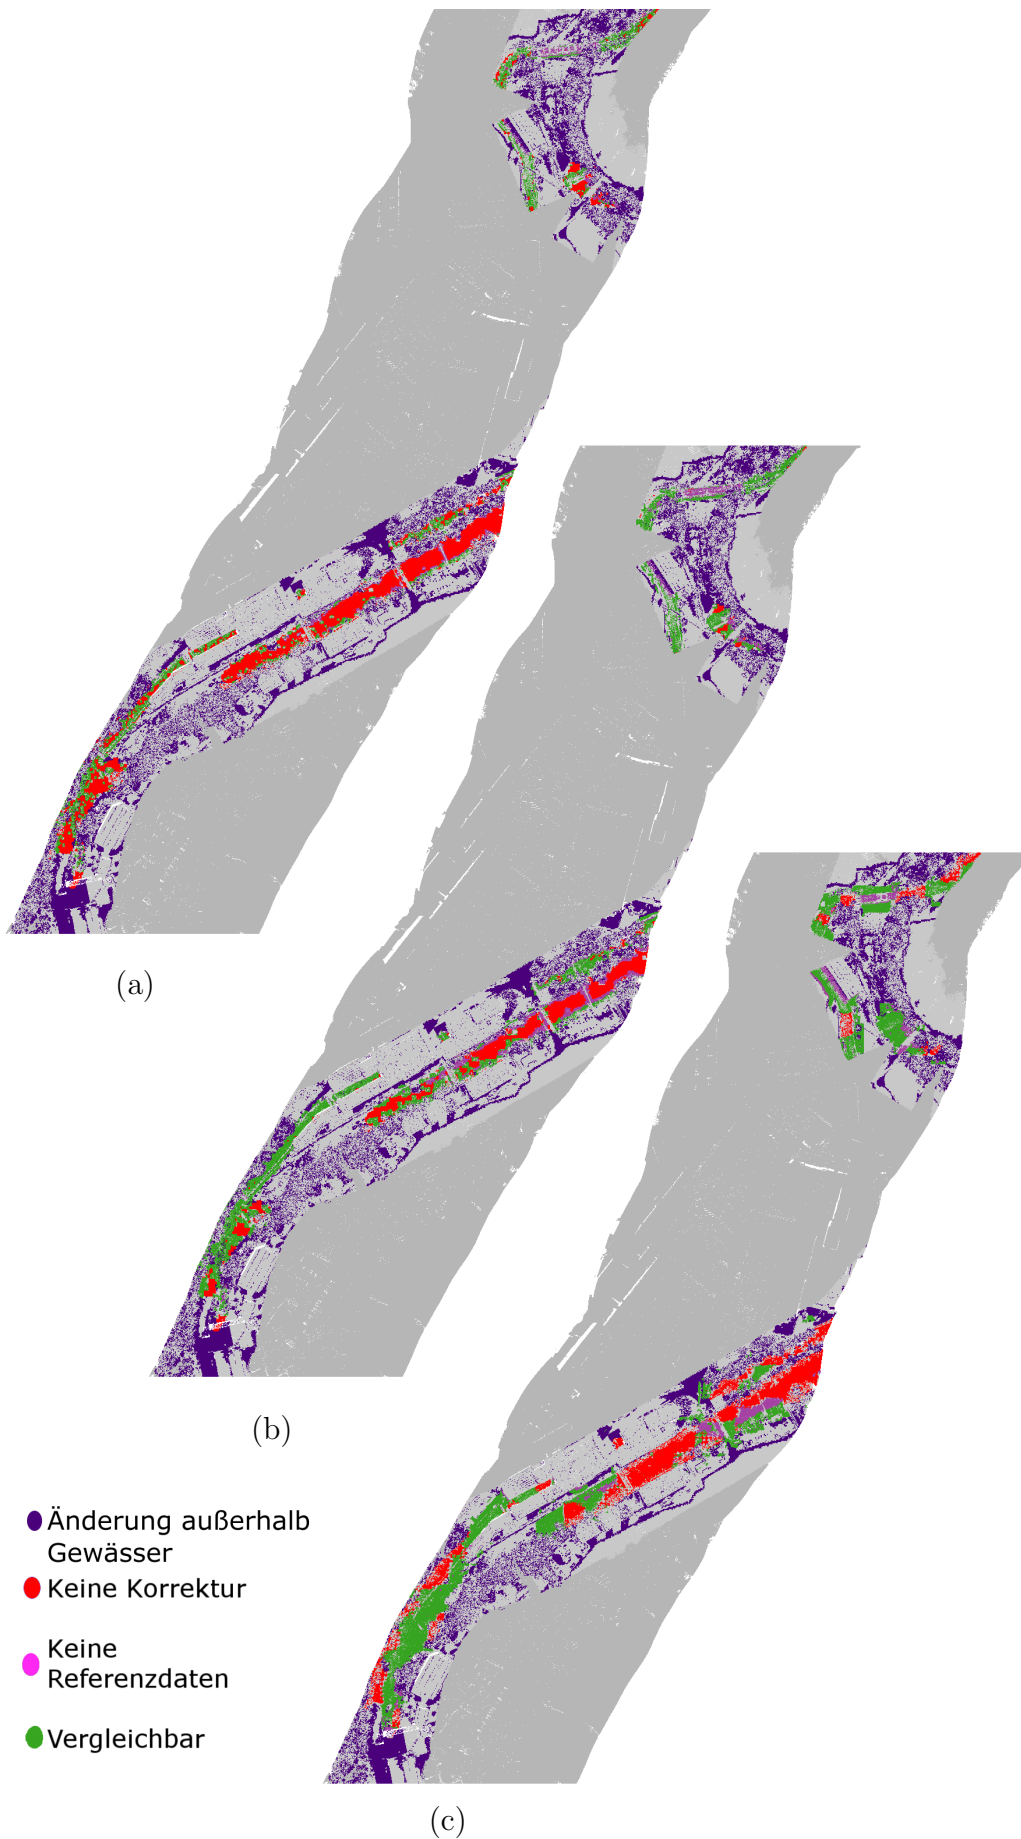 (a)
(b)
Änderung außerhalb
Gewässer
Keine Korrektur
Keine
Referenzdaten
Vergleichbar
(c)